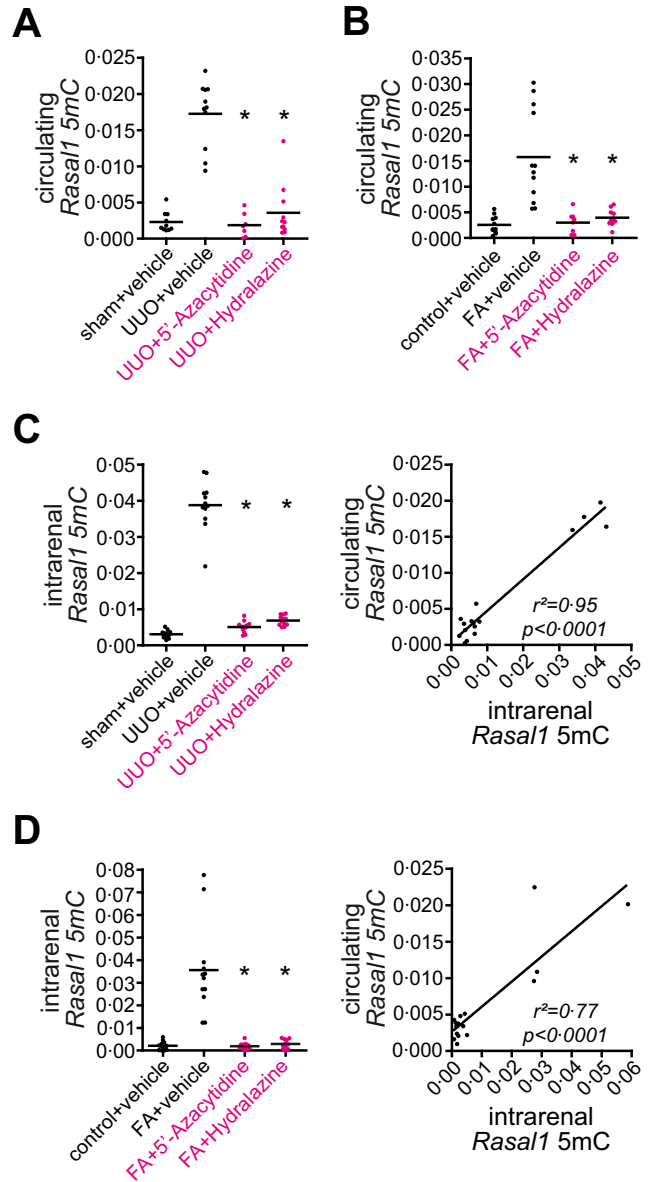 A
circulating
Rasal1 5mC
0·025
0·020
0·015
0·010
0·005
0·000
* *
sham+vehicle
UUO+vehicle
UUO+5'-Azacytidine
UUO+Hydralazine
B
circulating
Rasal1 5mC
0·035
0·030
0·025
0·020
0·015
0·010
0·005
0·000
* *
control+vehicle
FA+vehicle
FA+5'-Azacytidine
FA+Hydralazine
C
intrarenal
Rasal1 5mC
0·05
0·04
0·03
0·02
0·01
0·00
* *
sham+vehicle
UUO+vehicle
UUO+5'-Azacytidine
UUO+Hydralazine
circulating
Rasal1 5mC
0·025
0·020
0·015
0·010
0·005
0·000
r²=0·95
p<0·0001
0·00
0·01
0·02
0·03
0·04
0·05
intrarenal
Rasal1 5mC
D
intrarenal
Rasal1 5mC
0·08
0·07
0·06
0·05
0·04
0·03
0·02
0·01
0·00
* *
control+vehicle
FA+vehicle
FA+5'-Azacytidine
FA+Hydralazine
circulating
Rasal1 5mC
0·025
0·020
0·015
0·010
0·005
0·000
r²=0·77
p<0·0001
0·00
0·01
0·02
0·03
0·04
0·05
0·06
intrarenal
Rasal1 5mC